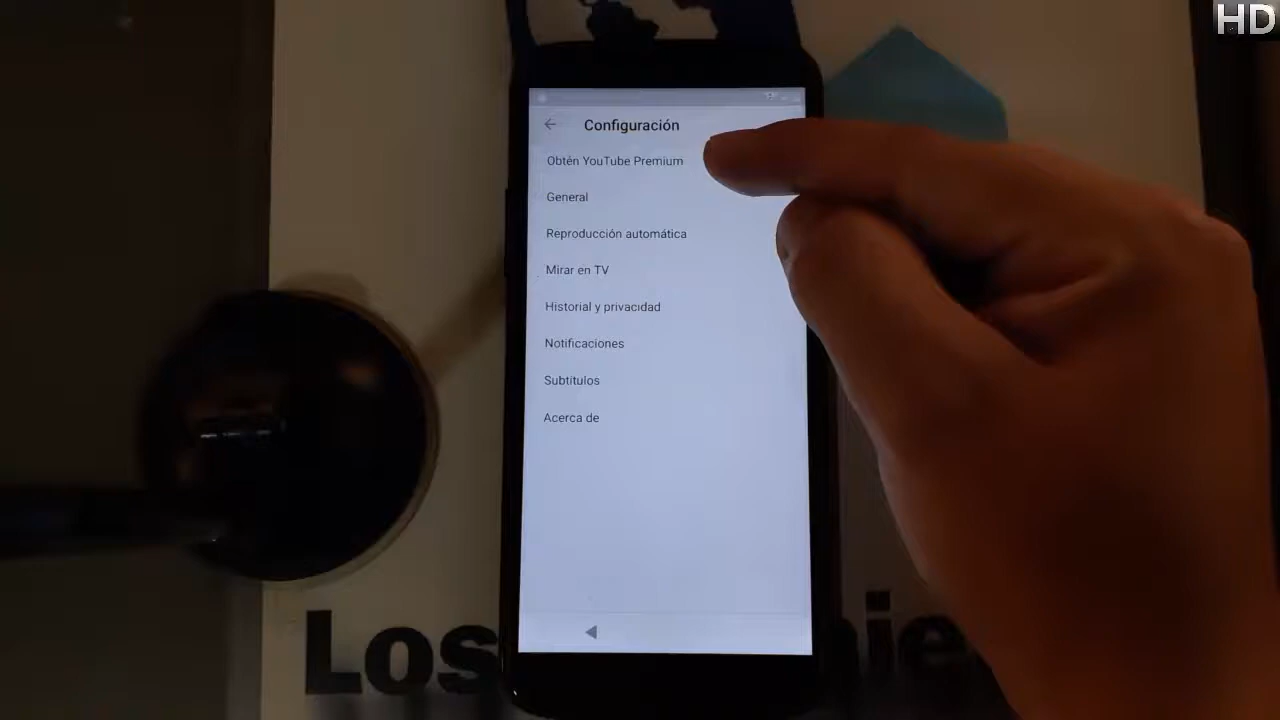 HD
Configuración
Obtén YouTube Premium
General
Reproducción automática
Mirar en TV
Historial y privacidad
Notificaciones
Subtítulos
Acerca de
Los